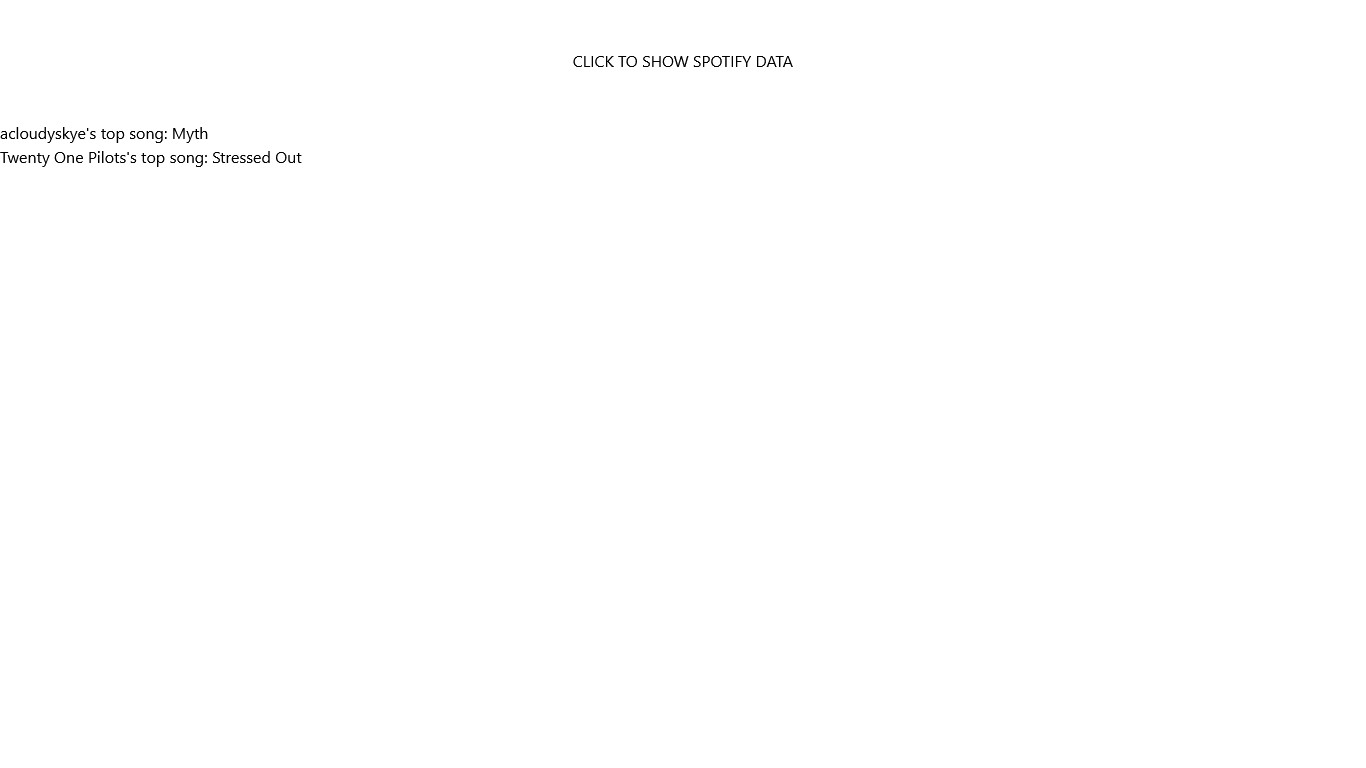 CLICK TO SHOW SPOTIFY DATA
acloudyskye's top song: Myth
Twenty One Pilots's top song: Stressed Out